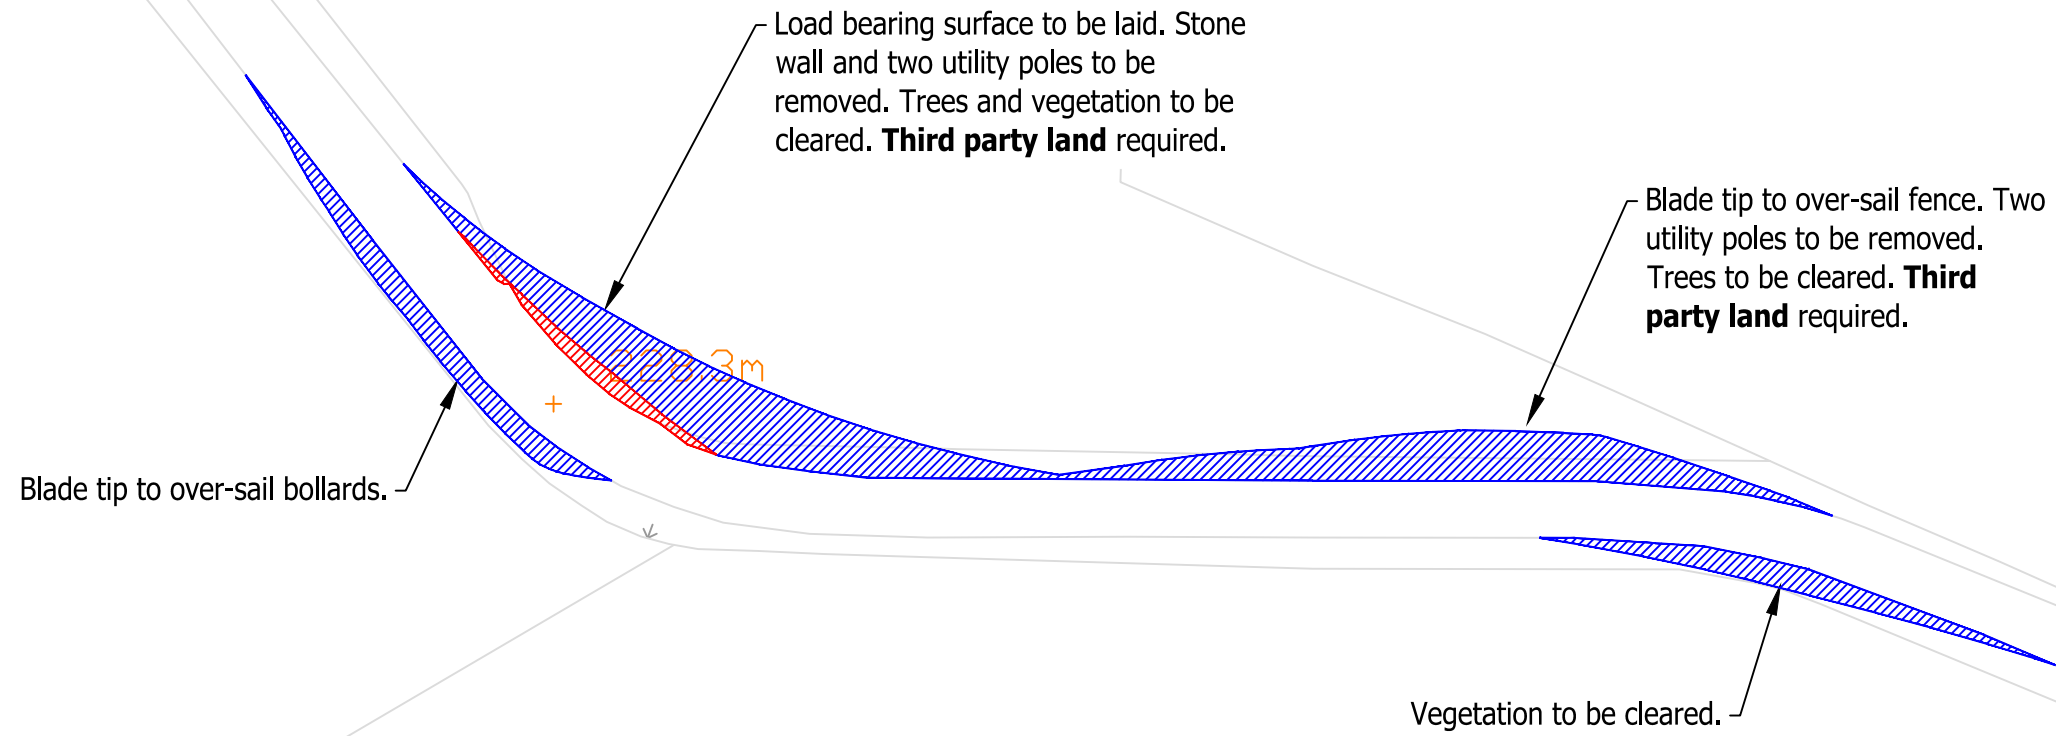 Load bearing surface to be laid. Stone
wall and two utility poles to be
removed. Trees and vegetation to be
cleared. Third party land required.
Blade tip to over-sail fence. Two
utility poles to be removed.
Trees to be cleared. Third
party land required.
228.3m
Blade tip to over-sail bollards.
Vegetation to be cleared.